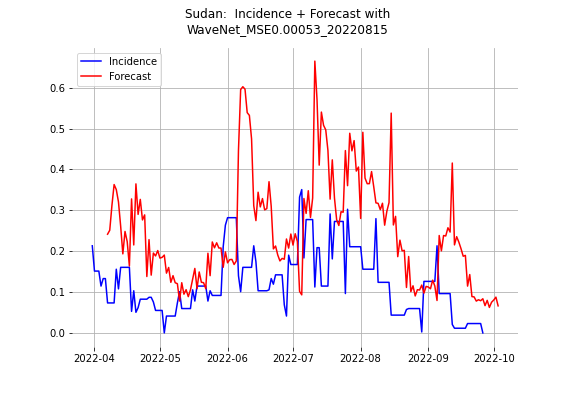 Sudan:  Incidence + Forecast with
WaveNet_MSE0.00053_20220815
Incidence
Forecast
0.6
0.5
0.4
0.3
0.2
0.1
0.0
2022-04 2022-05 2022-06 2022-07 2022-08 2022-09 2022-10